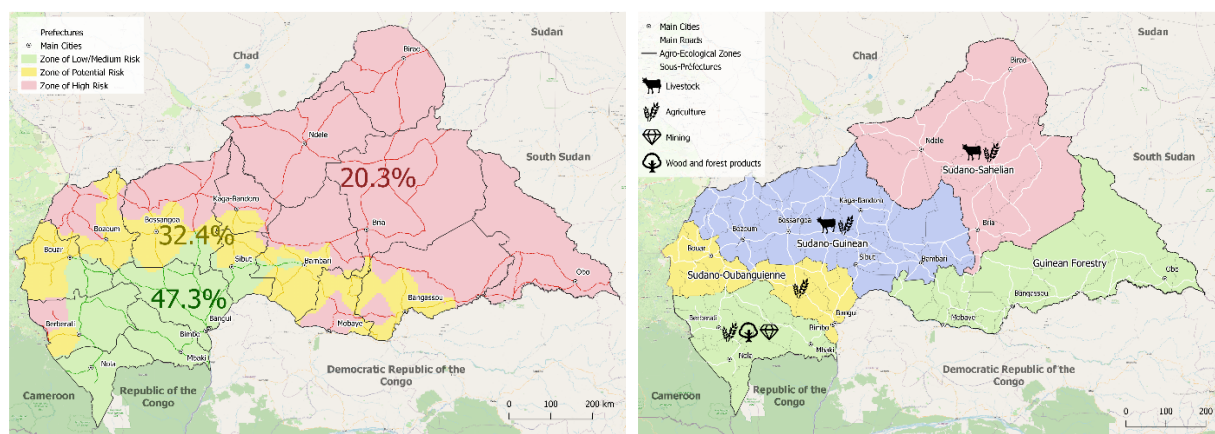 Prefectures
Main Cities
Zone of Low/Medium Risk
Zone of Potential Risk
Zone of High Risk
Chad
Sudan
Birao
Ndele
South Sudan
20.3%
Kaga-Bandoro
Bossangoa
32.4%
Bozoum
Bria
Bouar
Sibut
Bambari
Obo
47.3%
Bangassou
Berberati
Bangui
Mobaye
Bimbo
Mbaiki
Nola
Democratic Republic of the
Congo
Cameroon
Republic of the
Congo
0 100 200 km
Main Cities
Main Roads
Agro-Ecological Zones
Sous-Préfectures
Livestock
Agriculture
Mining
Wood and forest products
Chad
Sudan
Birao
Ndele
South Sudan
Sudano-Sahelian
Kaga-Bandoro
Bossangoa
Bria
Bozoum
Sudano-Guinean
Bouar
Sibut
Bambari
Guinean Forestry
Sudano-Oubanguienne
Obo
Bangassou
Berberati
Bangui
Mobaye
Bimbo
Mbaiki
Nola
Democratic Republic of the
Congo
Cameroon
Republic of the
Congo
0 100 200